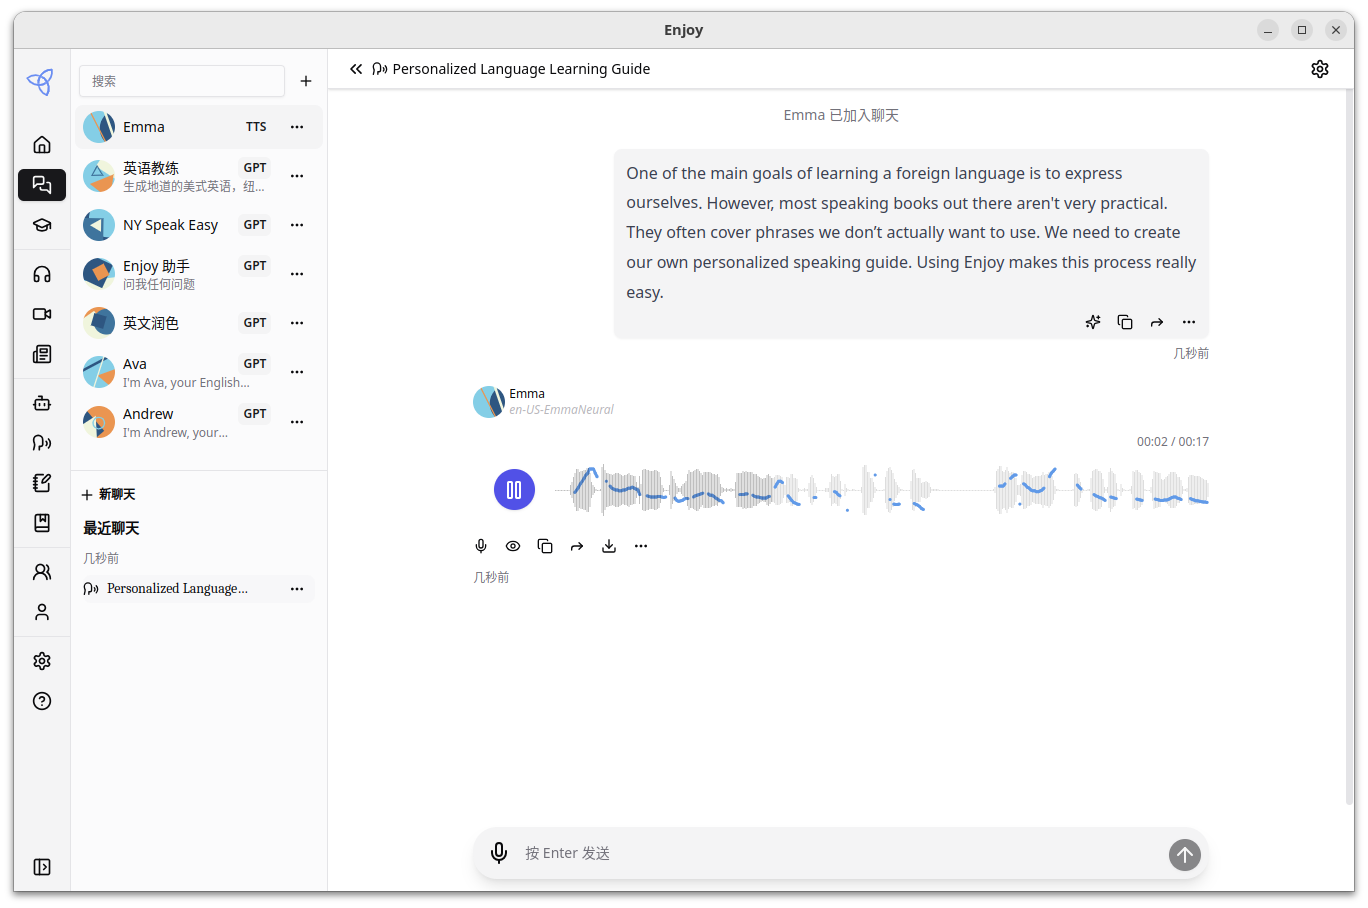 Enjoy
搜索
Emma
TTS
英语教练
GPT
生成地道的美式英语，纽...
NY Speak Easy
GPT
Enjoy 助手
GPT
问我任何问题
英文润色
GPT
Ava
GPT
I'm Ava, your English...
Andrew
GPT
I'm Andrew, your...
新聊天
最近聊天
几秒前
Personalized Language...
Personalized Language Learning Guide
Emma 已加入聊天
One of the main goals of learning a foreign language is to express
ourselves. However, most speaking books out there aren't very practical.
They often cover phrases we don’t actually want to use. We need to create
our own personalized speaking guide. Using Enjoy makes this process really
easy.
几秒前
Emma
en-US-EmmaNeural
00:02 / 00:17
几秒前
按 Enter 发送